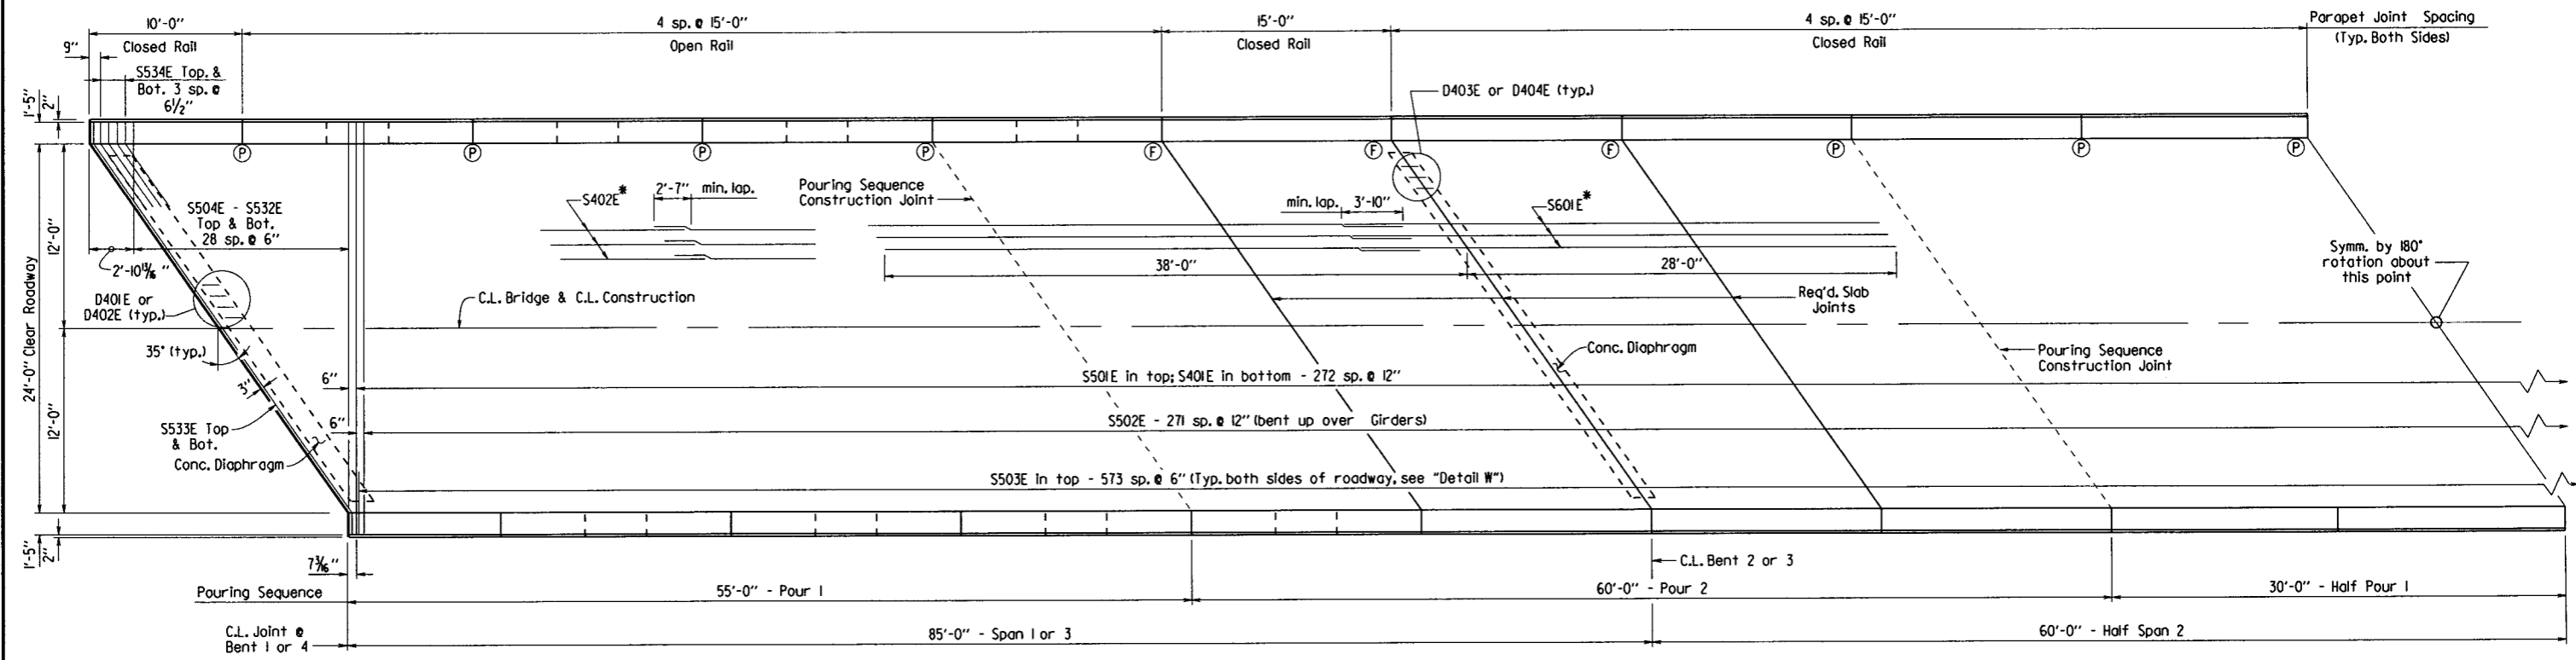 10'-0"
4 sp. @ 15'-0"
15'-0"
4 sp. @ 15'-0"
Parapet Joint Spacing
(Typ. Both Sides)
9"
Closed Rail
Open Rail
Closed Rail
Closed Rail
S534E Top. &
Bot. 3 sp. @
6 1/2"
1'-5"
2"
D403E or D404E (typ.)
P
P
P
P
F
F
F
P
P
P
S504E - S532E
Top & Bot.
28 sp. @ 6"
2'-10 13/16"
S402E*
2'-7" min. lap.
Pouring Sequence
Construction Joint
min. lap. 3'-10"
S601E*
38'-0"
28'-0"
Symm. by 180°
rotation about
this point
24'-0" Clear Roadway
12'-0"
12'-0"
D401E or
D402E (typ.)
C.L. Bridge & C.L. Construction
Req'd. Slab
Joints
35° (typ.)
3"
Conc. Diaphragm
Pouring Sequence
Construction Joint
6"
S501E in top; S401E in bottom - 272 sp. @ 12"
S533E Top
& Bot.
Conc. Diaphragm
6"
S502E - 271 sp. @ 12" (bent up over Girders)
S503E in top - 573 sp. @ 6" (Typ. both sides of roadway, see "Detail W")
1'-5"
2"
7 3/16"
C.L. Bent 2 or 3
Pouring Sequence
55'-0" - Pour 1
60'-0" - Pour 2
30'-0" - Half Pour 1
C.L. Joint @
Bent 1 or 4
85'-0" - Span 1 or 3
60'-0" - Half Span 2